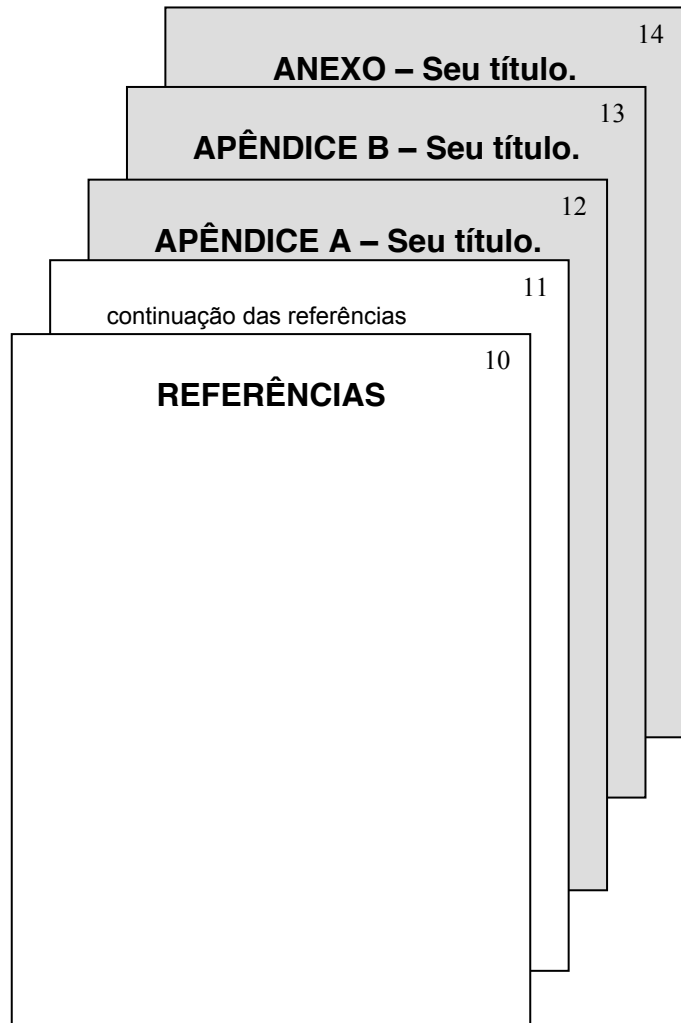 14
ANEXO – Seu título.
13
APÊNDICE B – Seu título.
12
APÊNDICE A – Seu título.
11
continuação das referências
10
REFERÊNCIAS